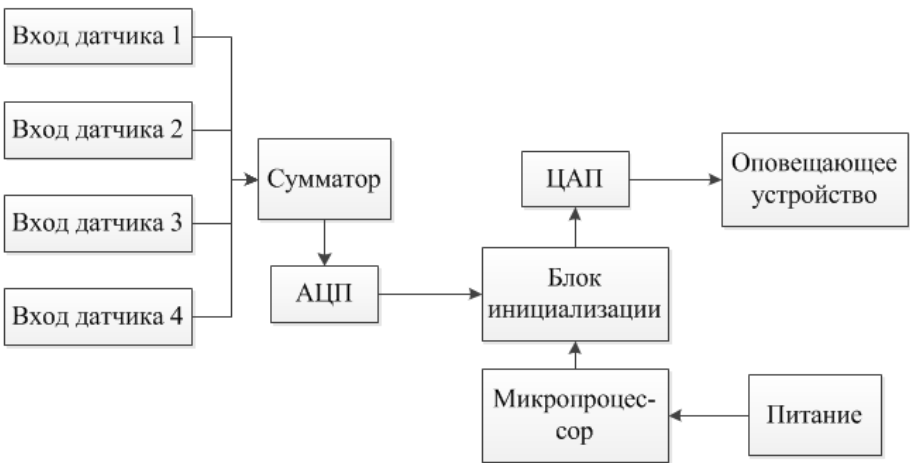 Вход датчика 1
Вход датчика 2
Вход датчика 3
Вход датчика 4
Сумматор
АЦП
ЦАП
Оповещающее
устройство
Блок
инициализации
Микропроцес-
сор
Питание